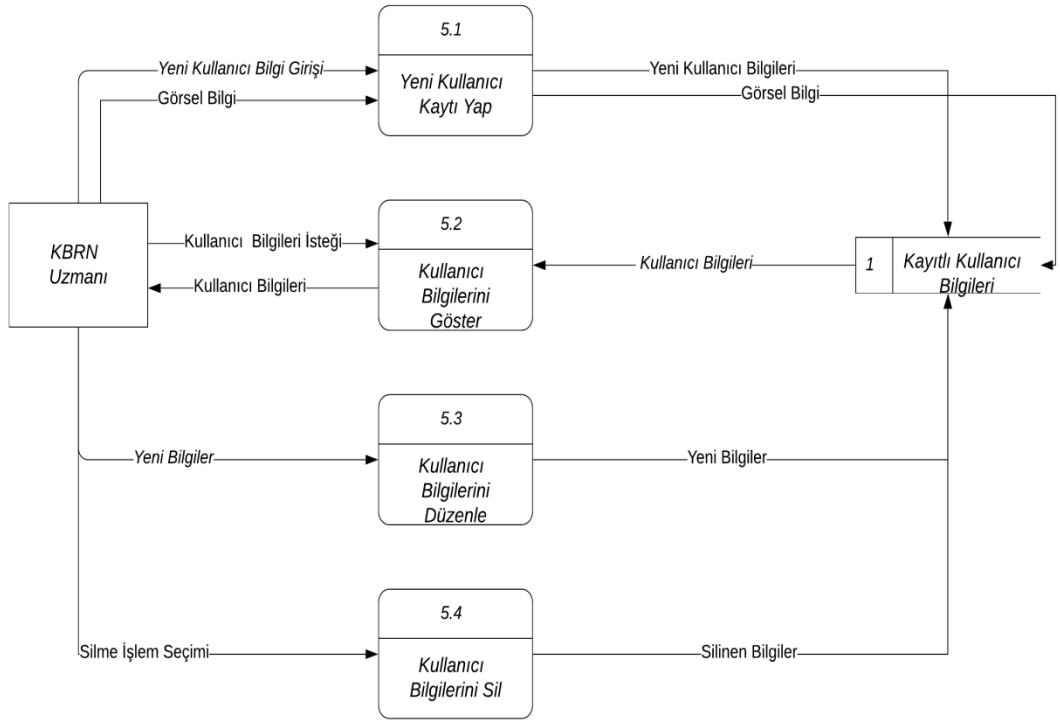 5.1
Yeni Kullanıcı Bilgi Girişi
Yeni Kullanıcı Bilgileri
Yeni Kullanıcı
Kaytı Yap
Görsel Bilgi
Görsel Bilgi
5.2
KBRN
Uzmanı
Kullanıcı Bilgileri İsteği
Kullanıcı Bilgileri
Kullanıcı
Bilgilerini
Göster
Kullanıcı Bilgileri
1
Kayıtlı Kullanıcı
Bilgileri
5.3
Yeni Bilgiler
Kullanıcı
Bilgilerini
Düzenle
Yeni Bilgiler
5.4
Silme İşlem Seçimi
Kullanıcı
Bilgilerini Sil
Silinen Bilgiler